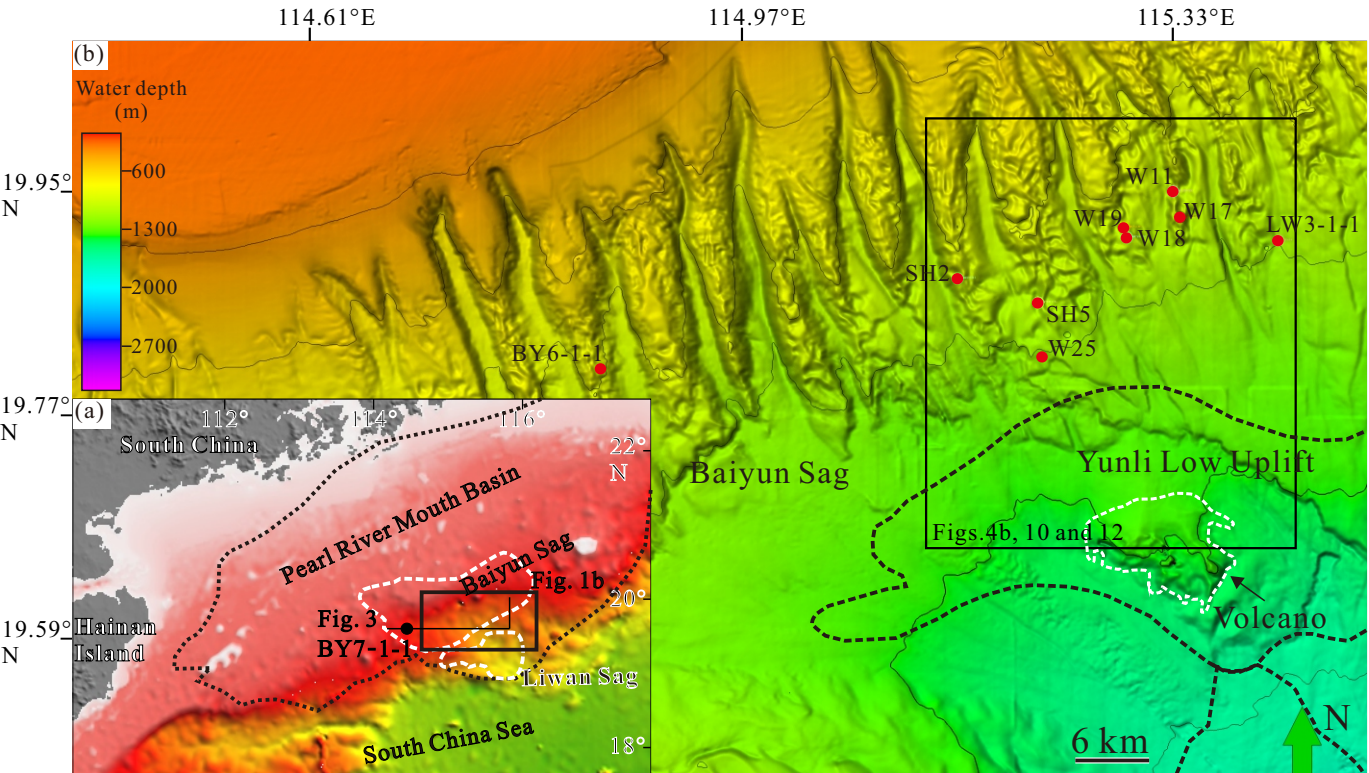 114.61°E
114.97°E
115.33°E
(b)
Water depth
(m)
600
1300
2000
2700
19.95°
N
19.77°
N
19.59°
N
W11
W17
W19
W18
LW3-1-1
SH2
SH5
W25
BY6-1-1
Baiyun Sag
Yunli Low Uplift
Figs.4b, 10 and 12
Volcano
6 km
N
(a)
112°
114°
116°
South China
22°
N
Pearl River Mouth Basin
Baiyun Sag
Fig. 1b
20°
Fig. 3
BY7-1-1
Hainan
Island
Liwan Sag
South China Sea
18°